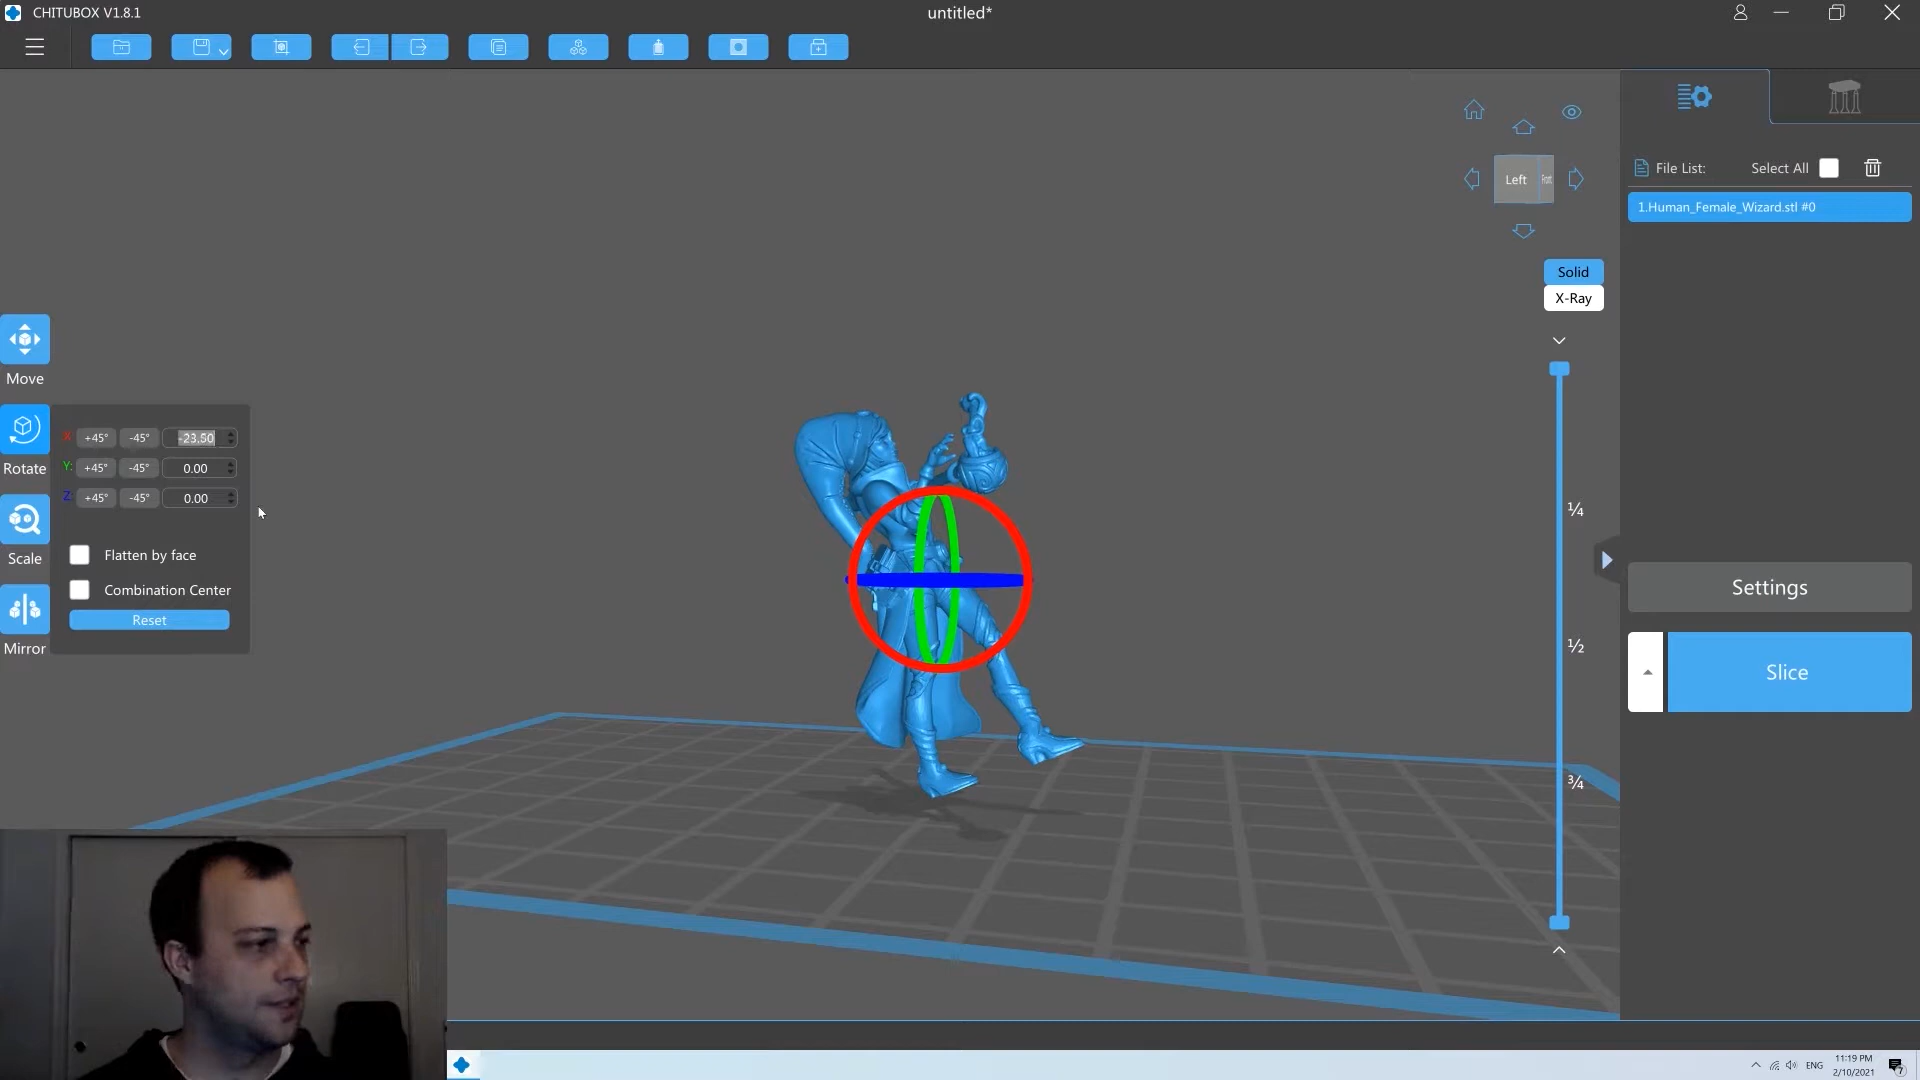 CHITUBOX V1.8.1
untitled*
Left
Front
File List:
Select All
1.Human_Female_Wizard.stl #0
Solid
X-Ray
Move
X: +45° -45° -23.50
Rotate
Y: +45° -45° 0.00
Z: +45° -45° 0.00
Scale
Flatten by face
Combination Center
Reset
Mirror
¼
½
¾
Settings
Slice
ENG
11:19 PM
2/10/2021
7